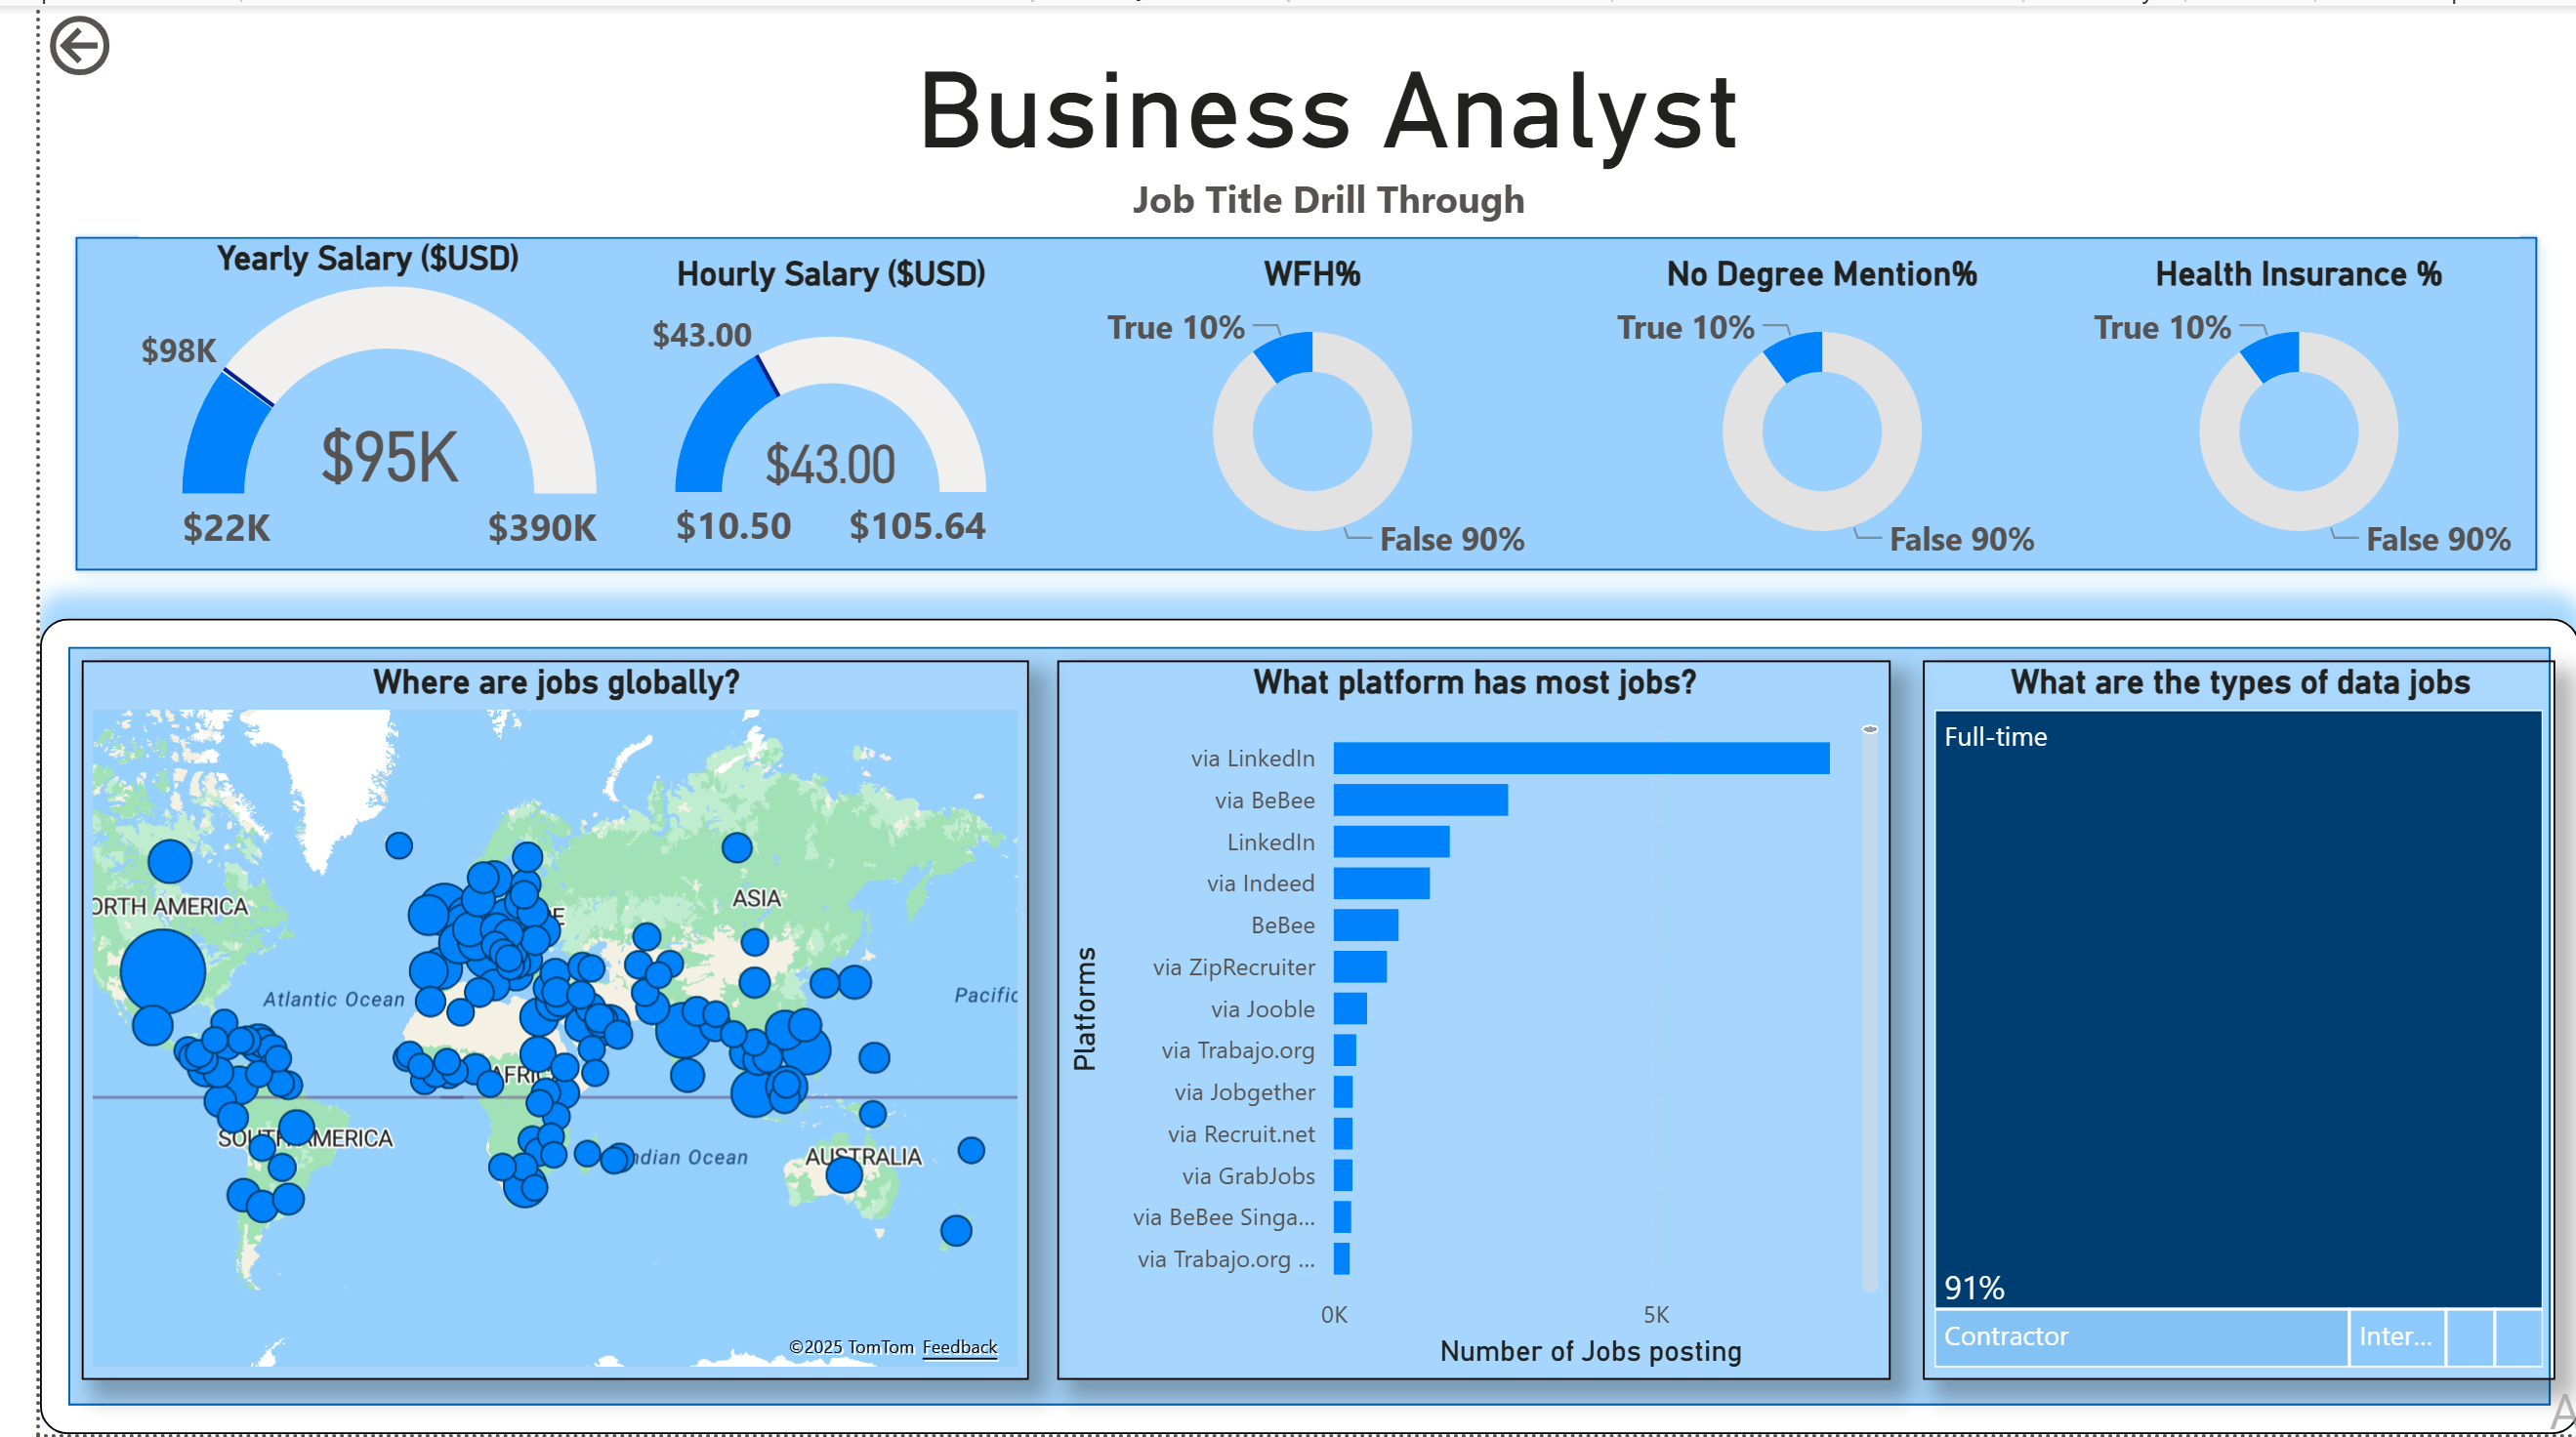 Business Analyst
Job Title Drill Through
Yearly Salary ($USD)
$98K
$95K
$22K
$390K
Hourly Salary ($USD)
$43.00
$43.00
$10.50
$105.64
WFH%
True 10%
False 90%
No Degree Mention%
True 10%
False 90%
Health Insurance %
True 10%
False 90%
Where are jobs globally?
ORTH AMERICA
ASIA
Atlantic Ocean
Pacific
AFRIC
SOUTH AMERICA
ndian Ocean
AUSTRALIA
©2025 TomTom Feedback
What platform has most jobs?
Platforms
via LinkedIn
via BeBee
LinkedIn
via Indeed
BeBee
via ZipRecruiter
via Jooble
via Trabajo.org
via Jobgether
via Recruit.net
via GrabJobs
via BeBee Singa...
via Trabajo.org ...
0K
5K
Number of Jobs posting
What are the types of data jobs
Full-time
91%
Contractor
Inter...